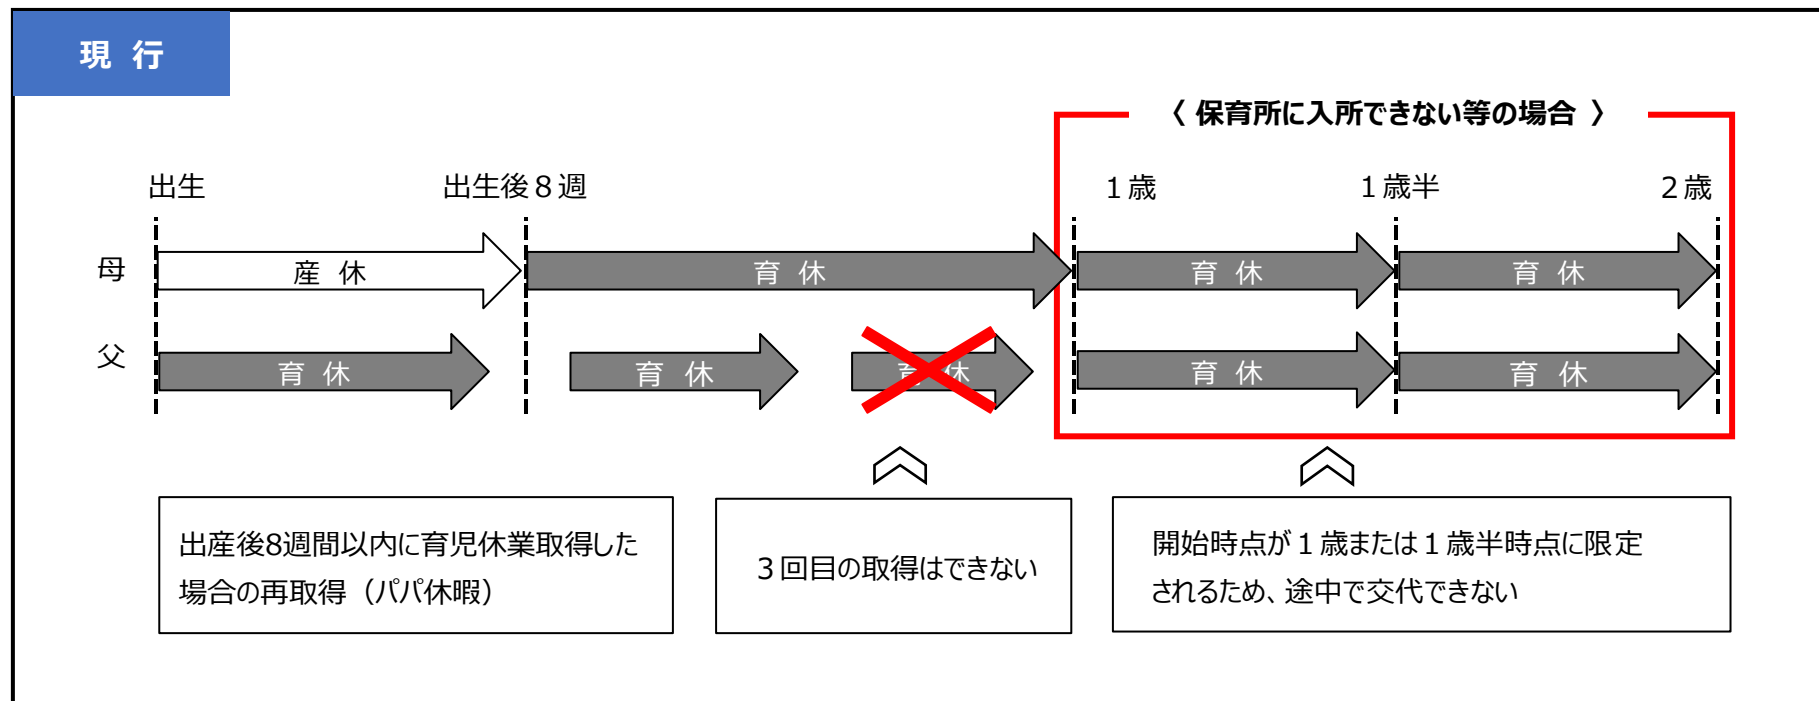 現 行
〈 保育所に入所できない等の場合 〉
出生
出生後８週
１歳
１歳半
２歳
母
産 休
育 休
育 休
育 休
父
育 休
育 休
育 休
育 休
育 休
出産後8週間以内に育児休業取得した
場合の再取得（パパ休暇）
３回目の取得はできない
開始時点が１歳または１歳半時点に限定
されるため、途中で交代できない